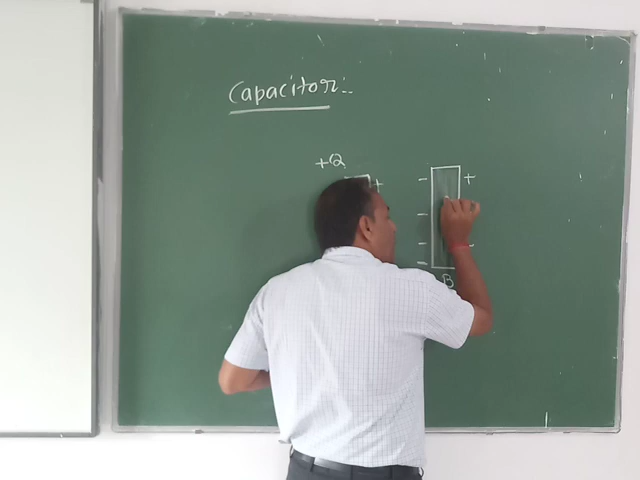 Capacitor:-
+Q
+ - +
-
- -
-
B